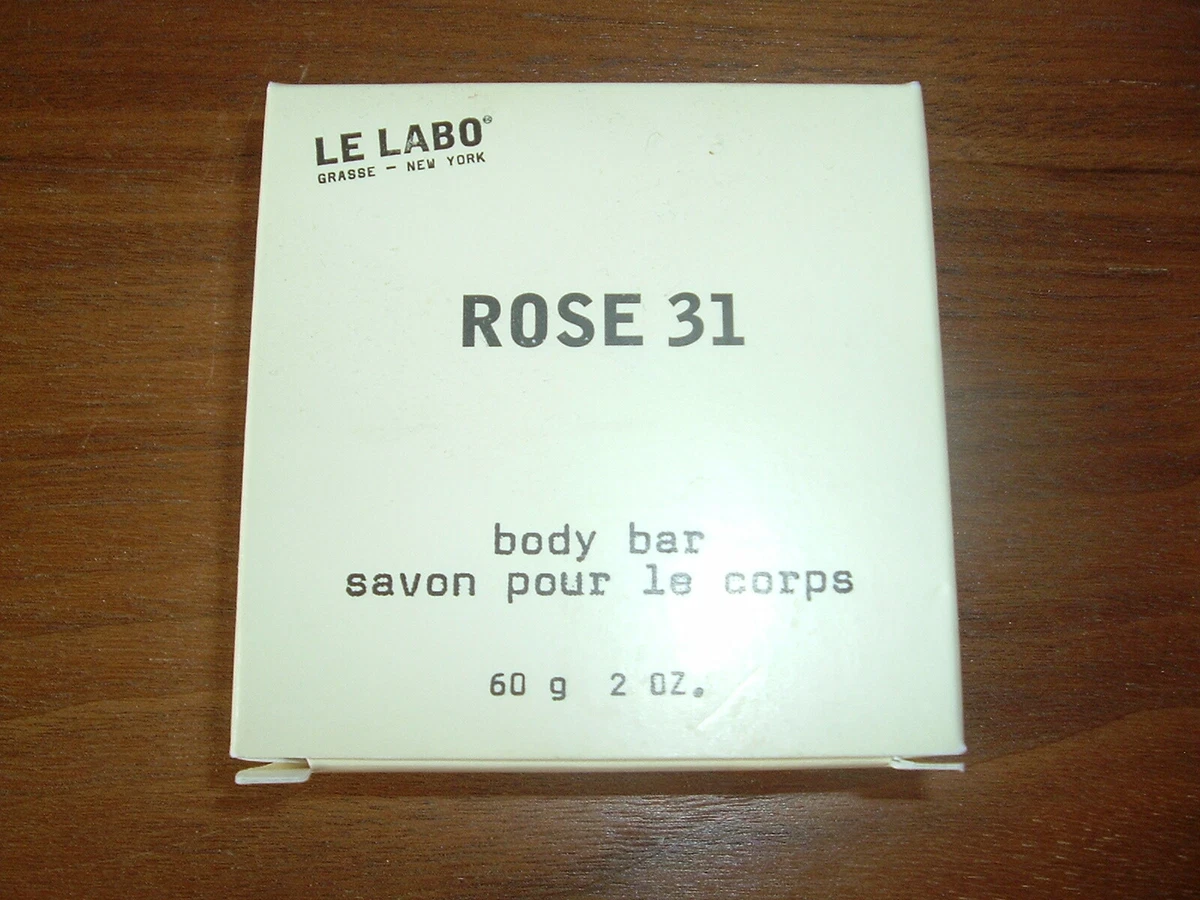 LE LABO®
GRASSE — NEW YORK
ROSE 31
body bar
savon pour le corps
60 g 2 OZ.